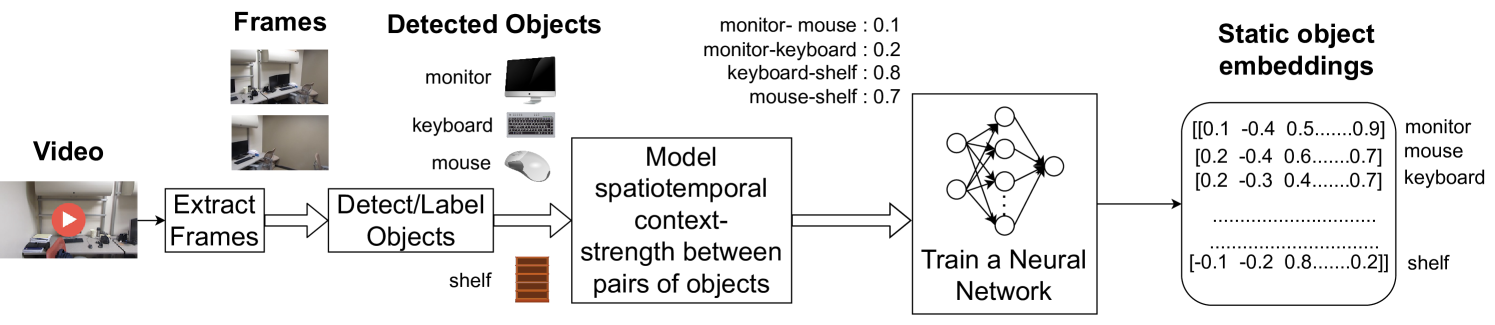 Video
Frames
Extract
Frames
Detected Objects
monitor
keyboard
mouse
Detect/Label
Objects
shelf
Model
spatiotemporal
context-
strength between
pairs of objects
monitor- mouse : 0.1
monitor-keyboard : 0.2
keyboard-shelf : 0.8
mouse-shelf : 0.7
Train a Neural
Network
Static object
embeddings
[[0.1 -0.4 0.5.......0.9] monitor
[0.2 -0.4 0.6.......0.7] mouse
[0.2 -0.3 0.4.......0.7] keyboard
..............................
...............................
[-0.1 -0.2 0.8.......0.2]] shelf